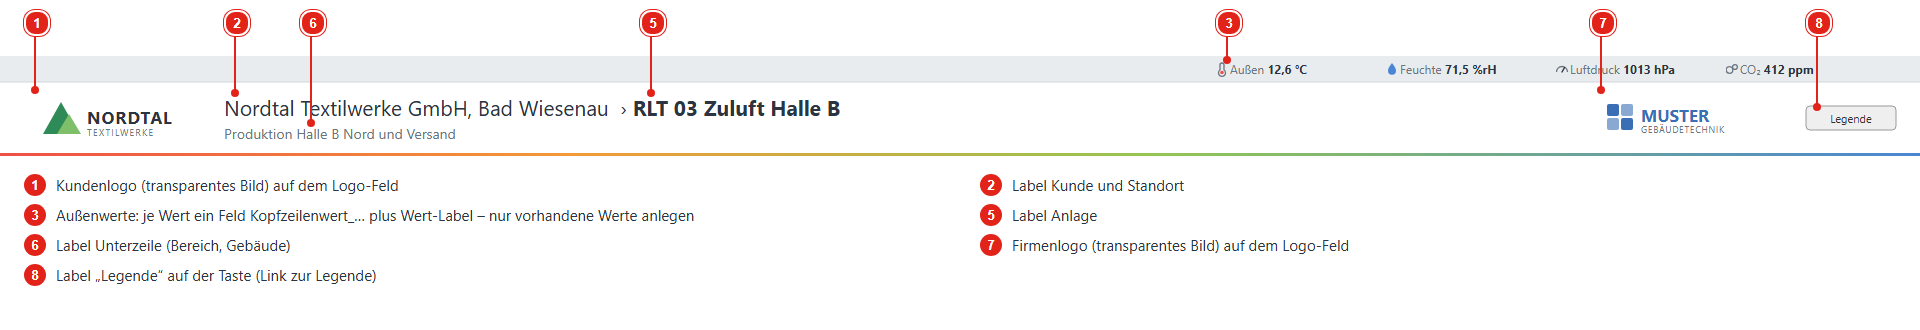 1 2 6 5 3 7 8
Außen 12,6 °C Feuchte 71,5 %rH Luftdruck 1013 hPa CO₂ 412 ppm
NORDTAL
TEXTILWERKE
Nordtal Textilwerke GmbH, Bad Wiesenau › RLT 03 Zuluft Halle B
Produktion Halle B Nord und Versand
MUSTER
GEBÄUDETECHNIK
Legende
1 Kundenlogo (transparentes Bild) auf dem Logo-Feld
2 Label Kunde und Standort
3 Außenwerte: je Wert ein Feld Kopfzeilenwert_... plus Wert-Label – nur vorhandene Werte anlegen
5 Label Anlage
6 Label Unterzeile (Bereich, Gebäude)
7 Firmenlogo (transparentes Bild) auf dem Logo-Feld
8 Label „Legende“ auf der Taste (Link zur Legende)